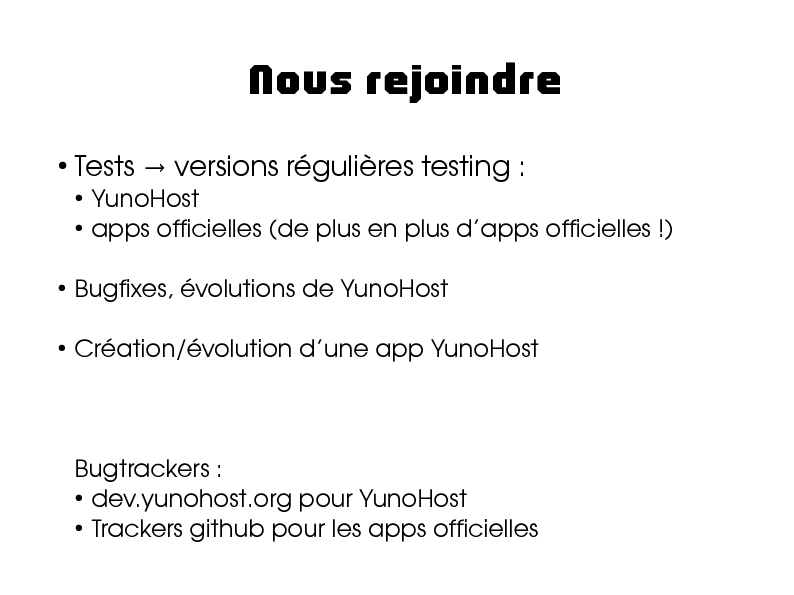 Nous rejoindre
• Tests → versions régulières testing :
• YunoHost
• apps officielles (de plus en plus d’apps officielles !)
• Bugfixes, évolutions de YunoHost
• Création/évolution d’une app YunoHost
Bugtrackers :
• dev.yunohost.org pour YunoHost
• Trackers github pour les apps officielles